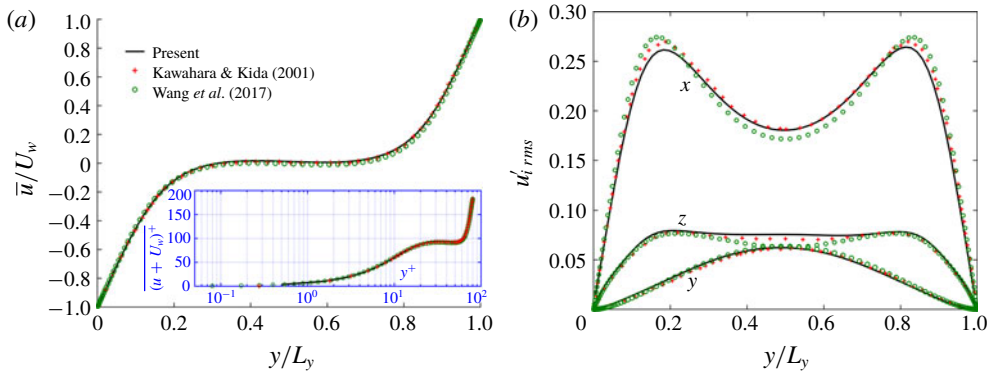 (a)
1.0
0.8
0.6
0.4
0.2
0
−0.2
−0.4
−0.6
−0.8
−1.0
u̅/U_w
Present
Kawahara & Kida (2001)
Wang et al. (2017)
200
150
100
50
0
(u + U_w)^+
10^−1
10^0
10^1
10^2
y^+
0
0.2
0.4
0.6
0.8
1.0
y/L_y
(b)
0.30
0.25
0.20
0.15
0.10
0.05
u′_i rms
x
z
y
0
0.2
0.4
0.6
0.8
1.0
y/L_y